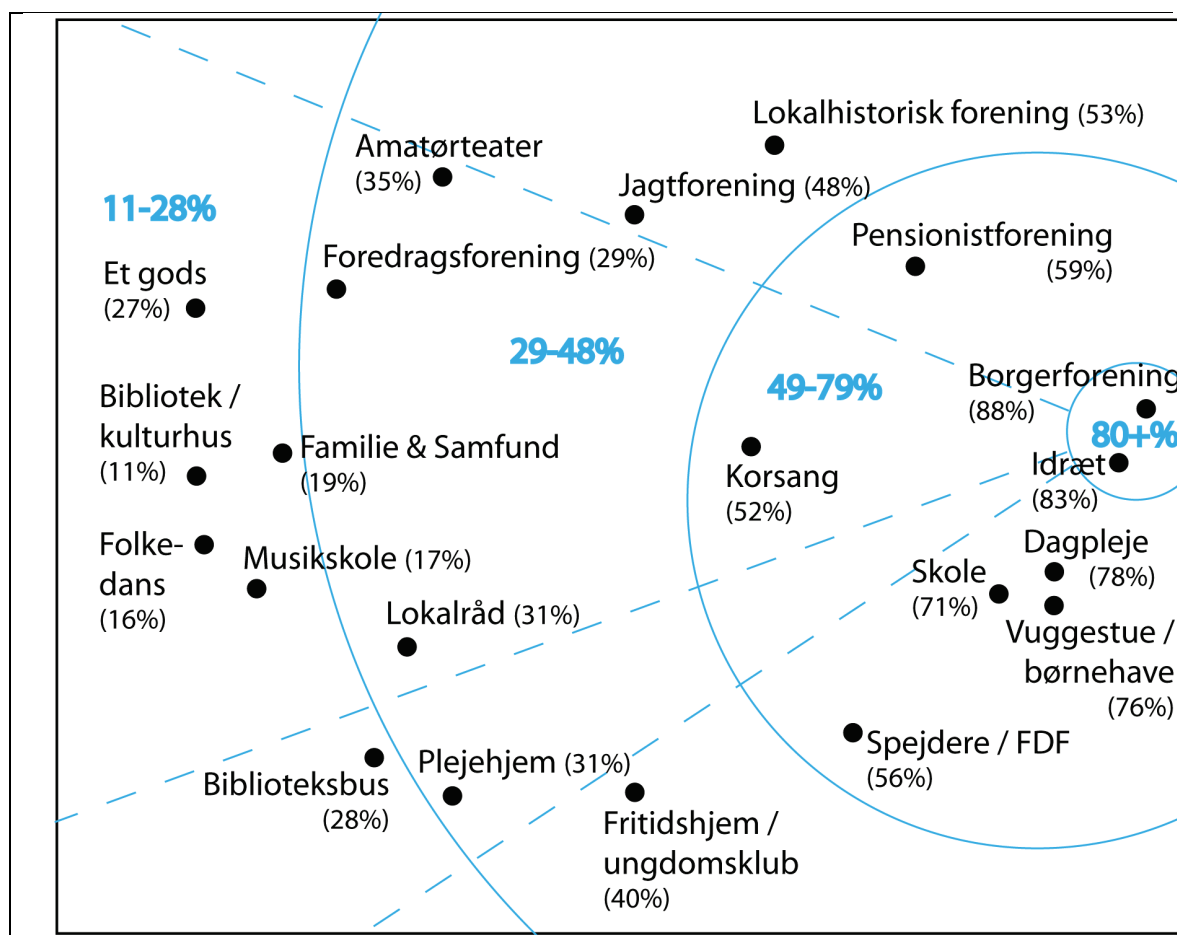 Lokalhistorisk forening (53%)
Amatørteater
(35%)
Jagtforening (48%)
11-28%
Pensionistforening
(59%)
Foredragsforening (29%)
Et gods
(27%)
29-48%
49-79%
Borgerforening
(88%)
Bibliotek /
kulturhus
(11%)
80+%
Familie & Samfund
(19%)
Korsang
(52%)
Idræt
(83%)
Folke-
dans
(16%)
Musikskole (17%)
Dagpleje
(78%)
Skole
(71%)
Lokalråd (31%)
Vuggestue /
børnehave
(76%)
Spejdere / FDF
(56%)
Biblioteksbus
(28%)
Plejehjem (31%)
Fritidshjem /
ungdomsklub
(40%)